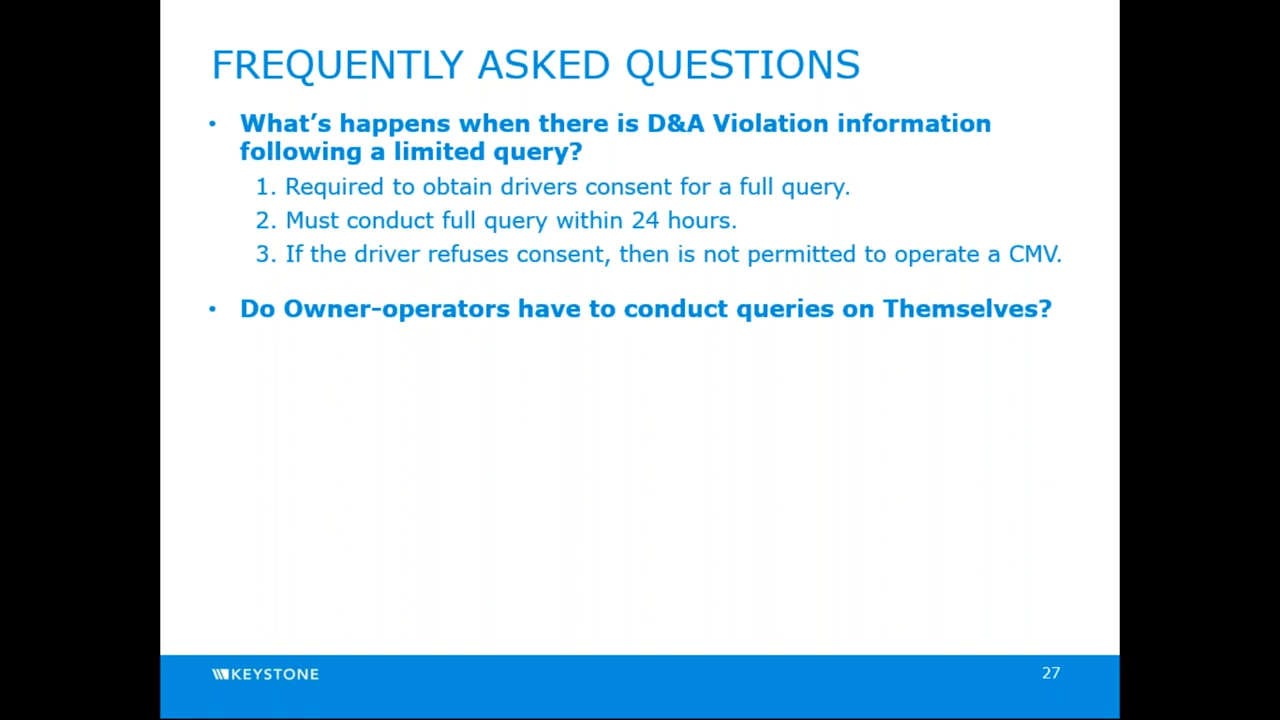 FREQUENTLY ASKED QUESTIONS
• What's happens when there is D&A Violation information
following a limited query?
1. Required to obtain drivers consent for a full query.
2. Must conduct full query within 24 hours.
3. If the driver refuses consent, then is not permitted to operate a CMV.
• Do Owner-operators have to conduct queries on Themselves?
KEYSTONE
27